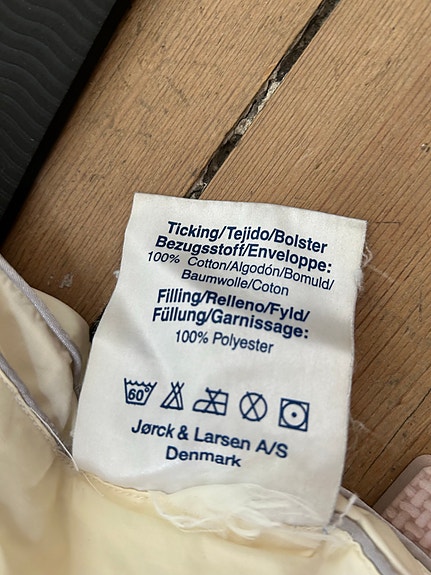 Ticking/Tejido/Bolster
Bezugsstoff/Enveloppe:
100% Cotton/Algodón/Bomuld/
Baumwolle/Coton
Filling/Relleno/Fyld/
Füllung/Garnissage:
100% Polyester
60°
Jørck & Larsen A/S
Denmark